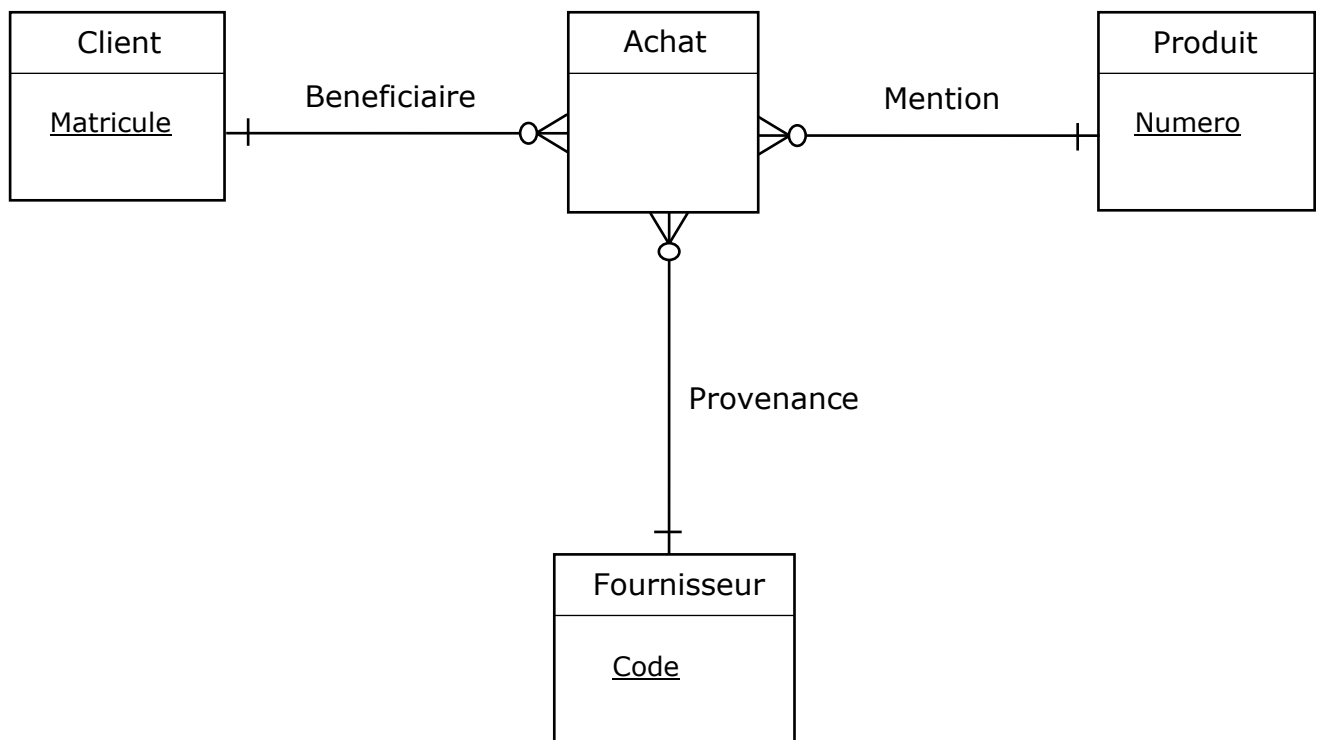 Client
Matricule
Beneficiaire
Achat
Mention
Produit
Numero
Provenance
Fournisseur
Code